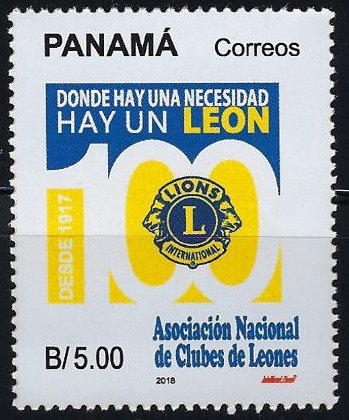 PANAMÁ Correos
DONDE HAY UNA NECESIDAD
HAY UN LEON
100
DESDE 1917
LIONS
L
INTERNATIONAL
Asociación Nacional
de Clubes de Leones
B/5.00
2018